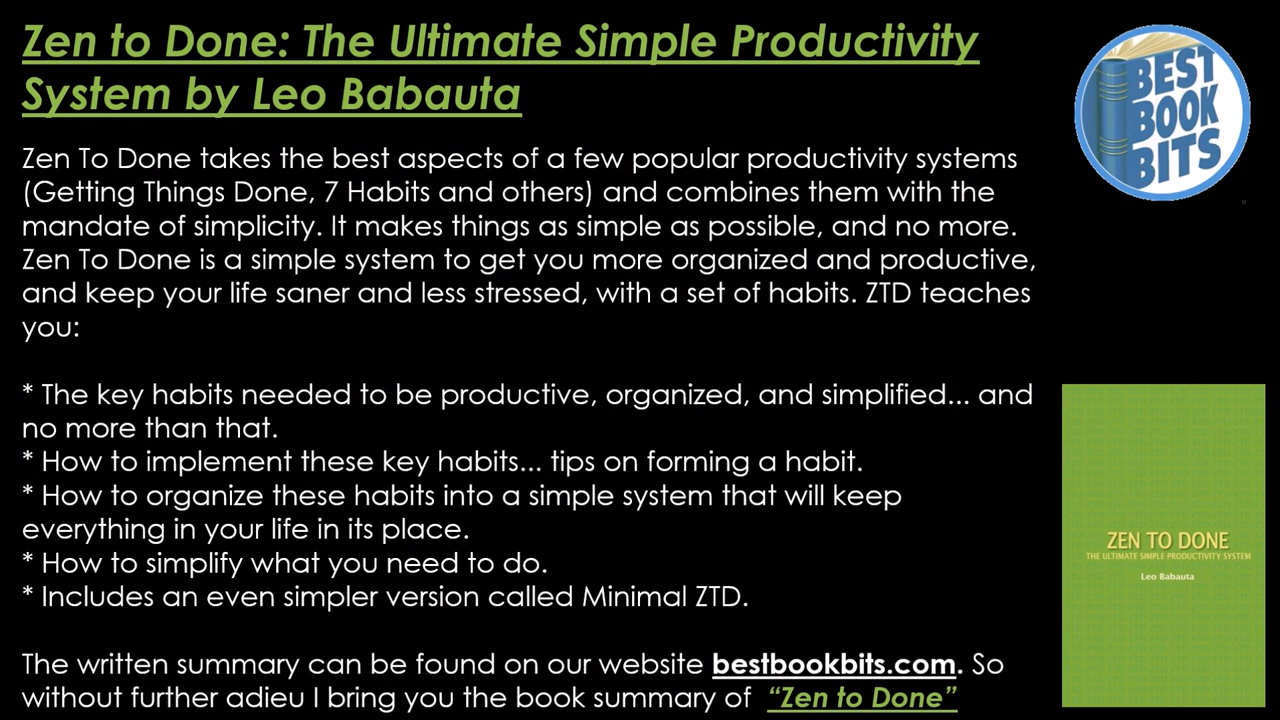 Zen to Done: The Ultimate Simple Productivity
System by Leo Babauta
BEST
BOOK
BITS
Zen To Done takes the best aspects of a few popular productivity systems
(Getting Things Done, 7 Habits and others) and combines them with the
mandate of simplicity. It makes things as simple as possible, and no more.
Zen To Done is a simple system to get you more organized and productive,
and keep your life saner and less stressed, with a set of habits. ZTD teaches
you:
* The key habits needed to be productive, organized, and simplified... and
no more than that.
* How to implement these key habits... tips on forming a habit.
* How to organize these habits into a simple system that will keep
everything in your life in its place.
* How to simplify what you need to do.
* Includes an even simpler version called Minimal ZTD.
ZEN TO DONE
THE ULTIMATE SIMPLE PRODUCTIVITY SYSTEM
Leo Babauta
The written summary can be found on our website bestbookbits.com. So
without further adieu I bring you the book summary of “Zen to Done”